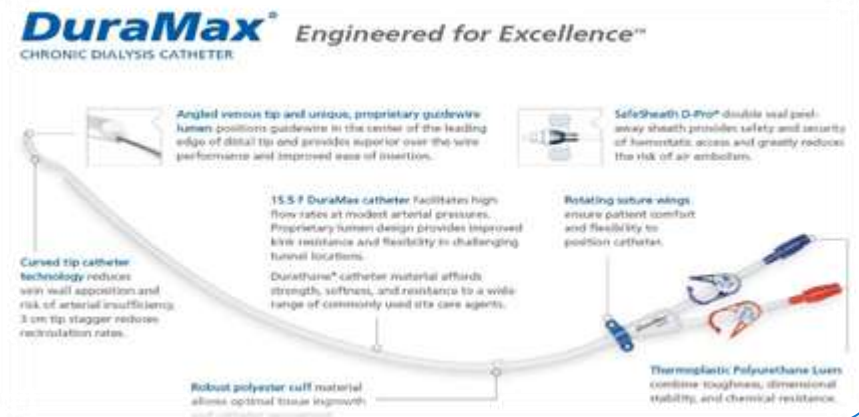 DuraMax®
Engineered for Excellence™
CHRONIC DIALYSIS CATHETER
Angled venous tip and unique, proprietary guidewire
lumen positions guidewire in the center of the leading
edge of distal tip and provides superior over the wire
performance and improved ease of insertion.
SafeSheath D-Pro® double seal peel-
away sheath provides safety and security
of hemostatic access and greatly reduces
the risk of air embolism.
15.5 F DuraMax catheter facilitates high
flow rates at modest arterial pressures.
Proprietary lumen design provides improved
kink resistance and flexibility in challenging
tunnel locations.
Durathane® catheter material affords
strength, softness, and resistance to a wide
range of commonly used site care agents.
Rotating suture wings
ensure patient comfort
and flexibility to
position catheter.
Curved tip catheter
technology reduces
vein wall apposition and
risk of arterial insufficiency.
3 cm tip stagger reduces
recirculation rates.
Robust polyester cuff material
allows optimal tissue ingrowth
Thermoplastic Polyurethane Luers
combine toughness, dimensional
stability, and chemical resistance.